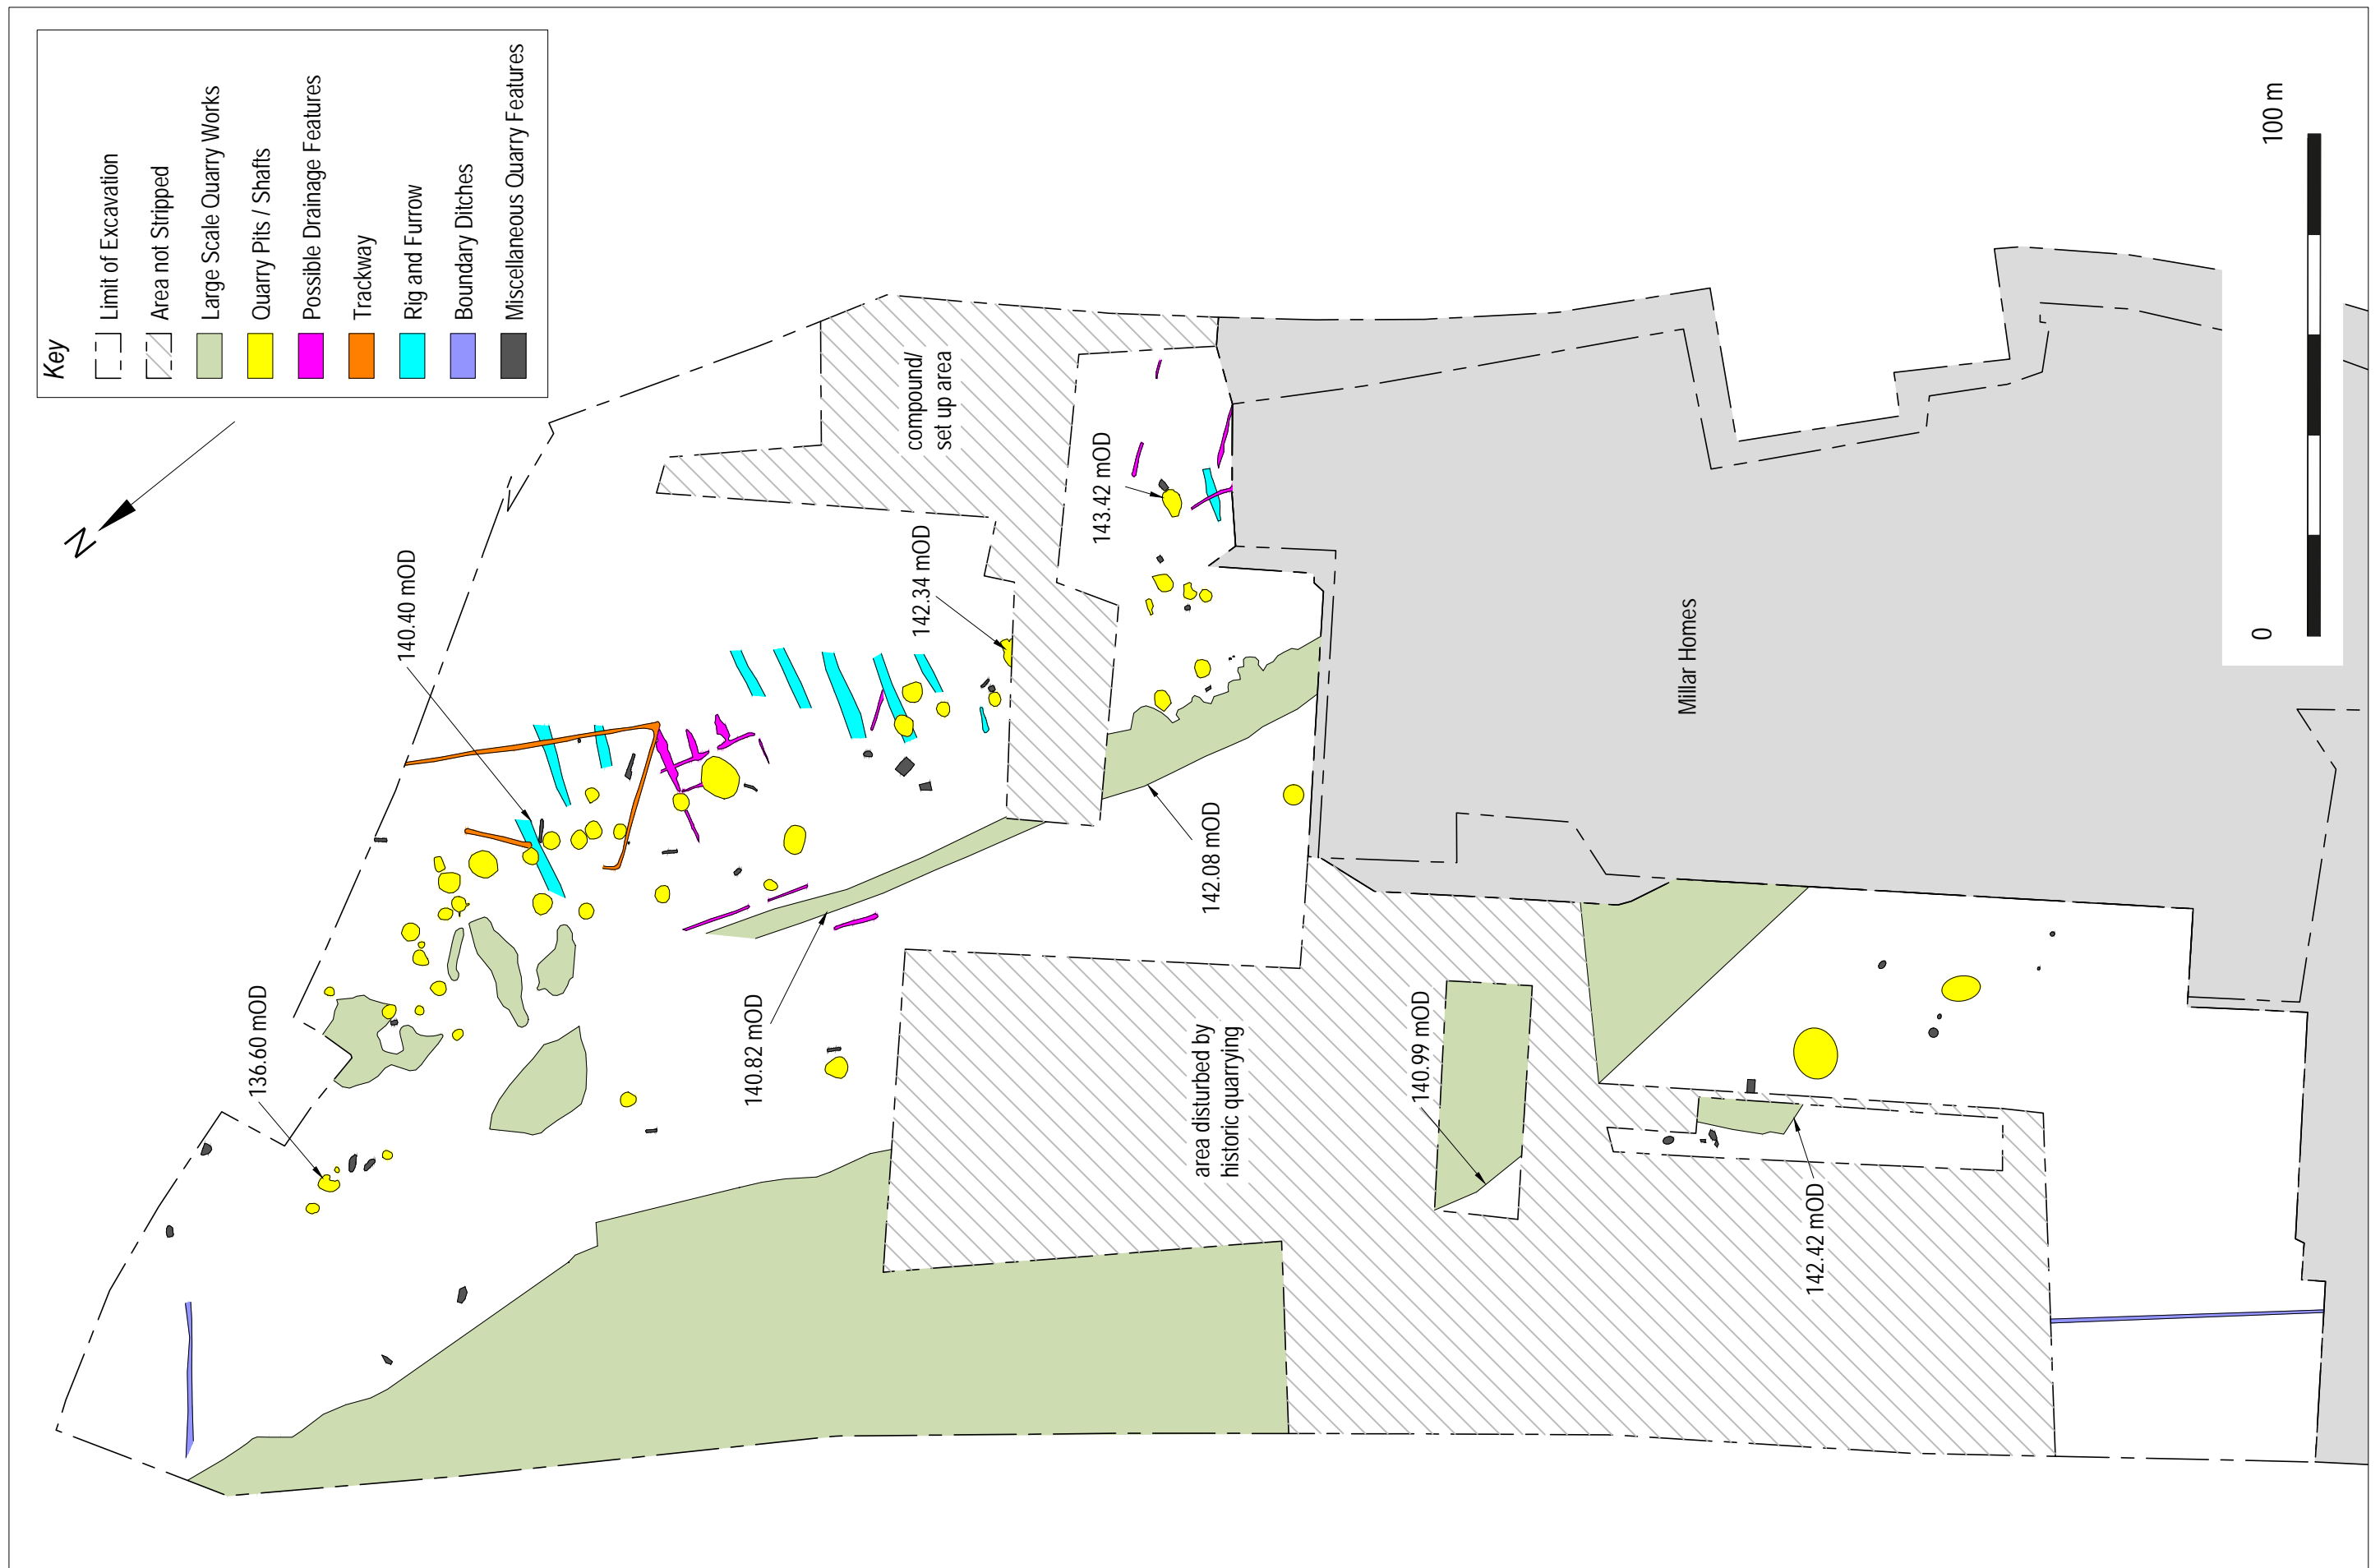 Key
Limit of Excavation
Area not Stripped
Large Scale Quarry Works
Quarry Pits / Shafts
Possible Drainage Features
Trackway
Rig and Furrow
Boundary Ditches
Miscellaneous Quarry Features
N
136.60 mOD
140.40 mOD
140.82 mOD
142.34 mOD
compound/
set up area
143.42 mOD
142.08 mOD
area disturbed by
historic quarrying
140.99 mOD
Millar Homes
142.42 mOD
0
100 m